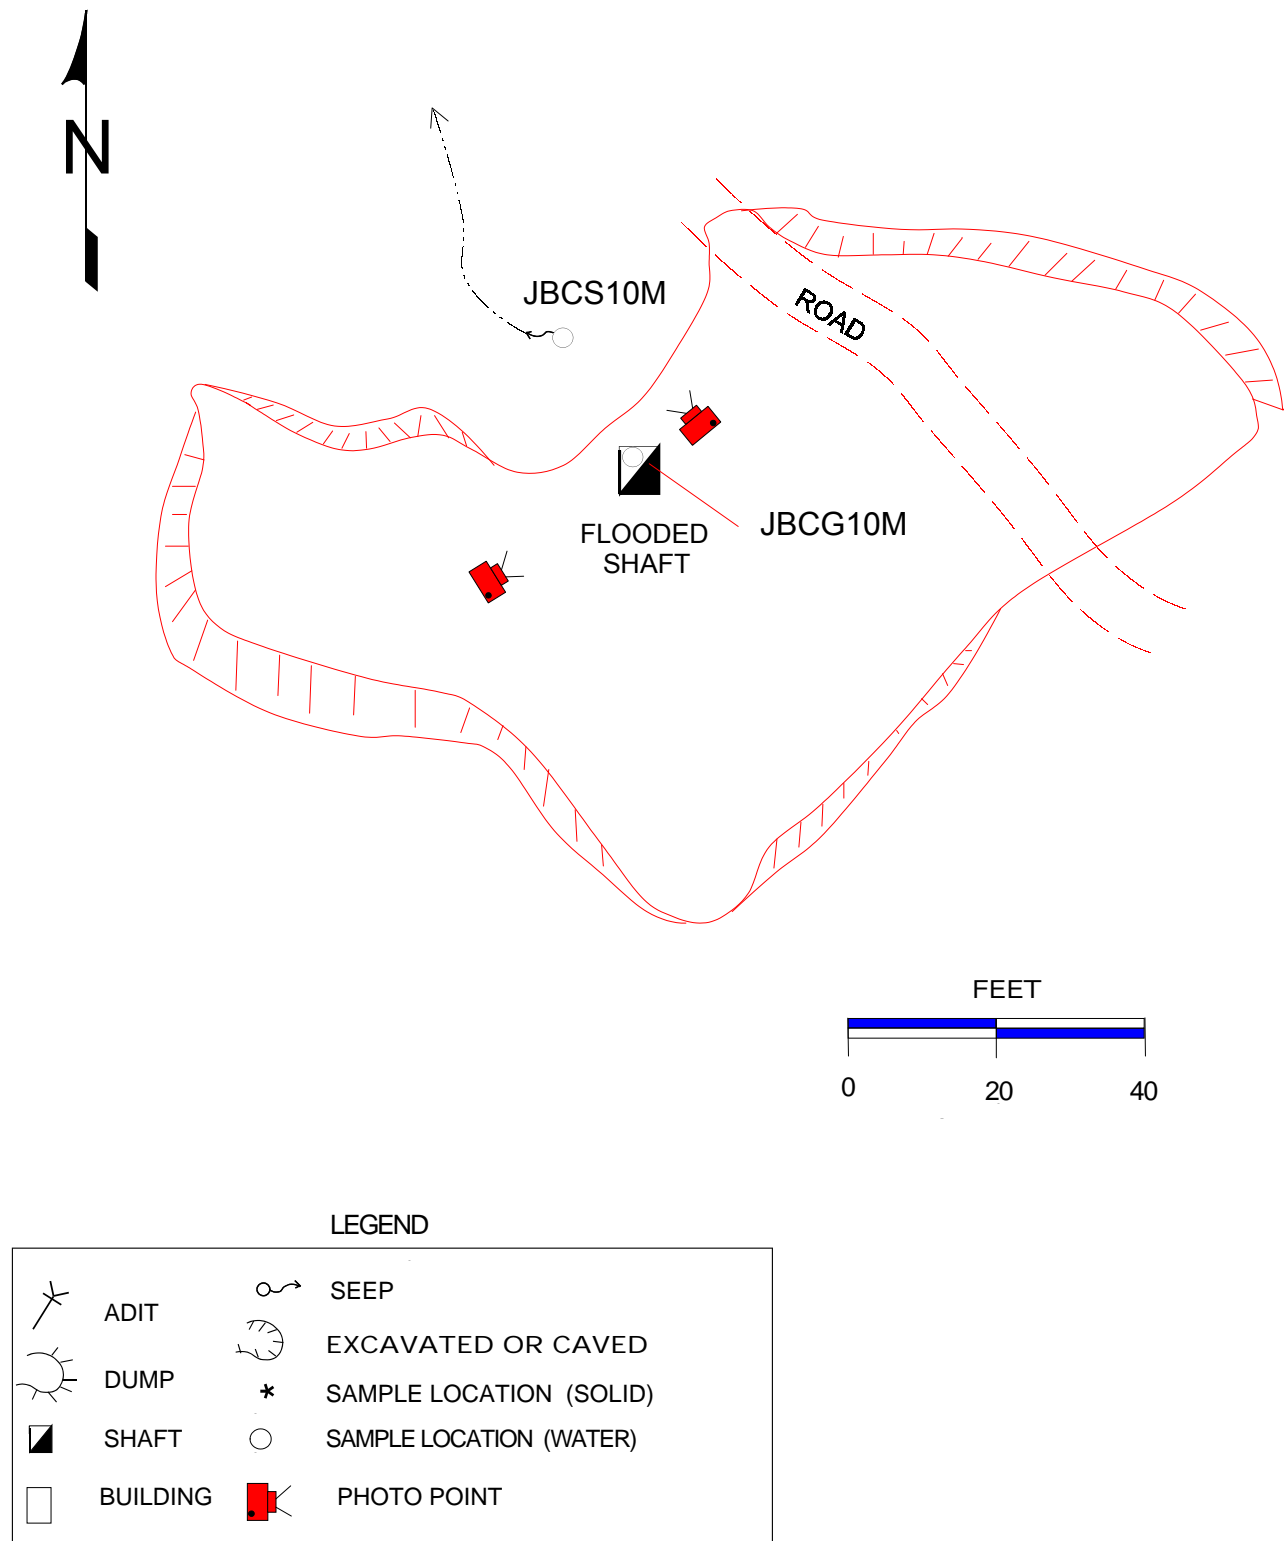 N
JBCS10M
ROAD
JBCG10M
FLOODED
SHAFT
FEET
0 20 40
LEGEND
ADIT
SEEP
EXCAVATED OR CAVED
DUMP
SAMPLE LOCATION (SOLID)
SHAFT
SAMPLE LOCATION (WATER)
BUILDING
PHOTO POINT